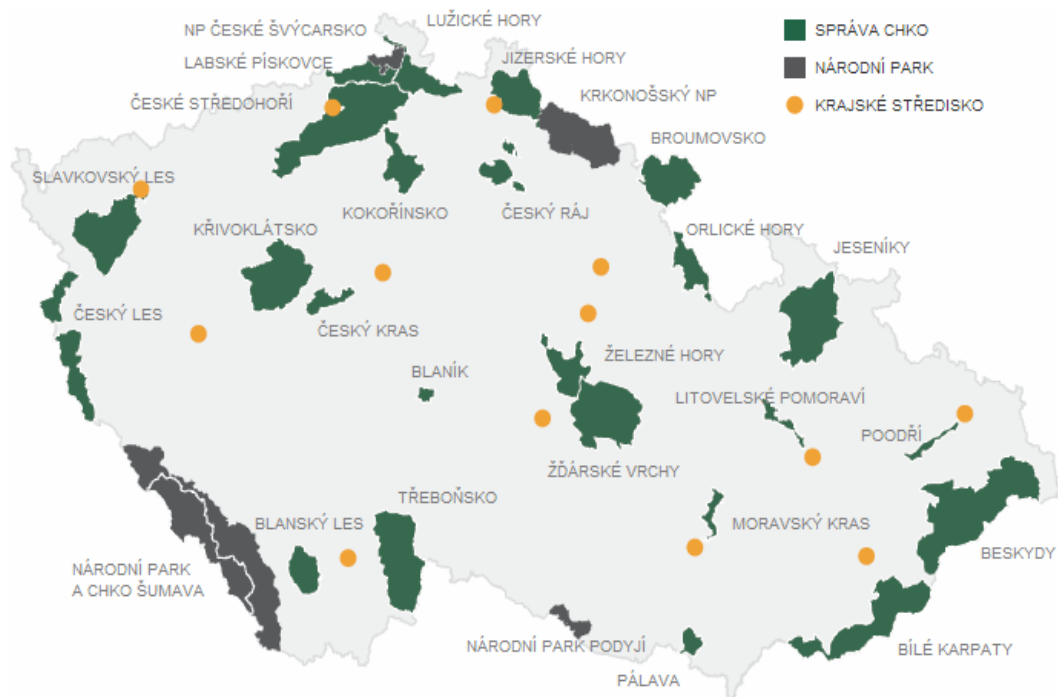 LUŽICKÉ HORY
NP ČESKÉ ŠVÝCARSKO
SPRÁVA CHKO
LABSKÉ PÍSKOVCE
JIZERSKÉ HORY
NÁRODNÍ PARK
ČESKÉ STŘEDOHOŘÍ
KRKONOŠSKÝ NP
KRAJSKÉ STŘEDISKO
BROUMOVSKO
SLAVKOVSKÝ LES
KOKOŘÍNSKO
ČESKÝ RÁJ
KŘIVOKLÁTSKO
ORLICKÉ HORY
JESENÍKY
ČESKÝ LES
ČESKÝ KRAS
ŽELEZNÉ HORY
BLANÍK
LITOVELSKÉ POMORAVÍ
POODŘÍ
ŽĎÁRSKÉ VRCHY
TŘEBOŇSKO
BLANSKÝ LES
MORAVSKÝ KRAS
BESKYDY
NÁRODNÍ PARK
A CHKO ŠUMAVA
NÁRODNÍ PARK PODYJÍ
BÍLÉ KARPATY
PÁLAVA